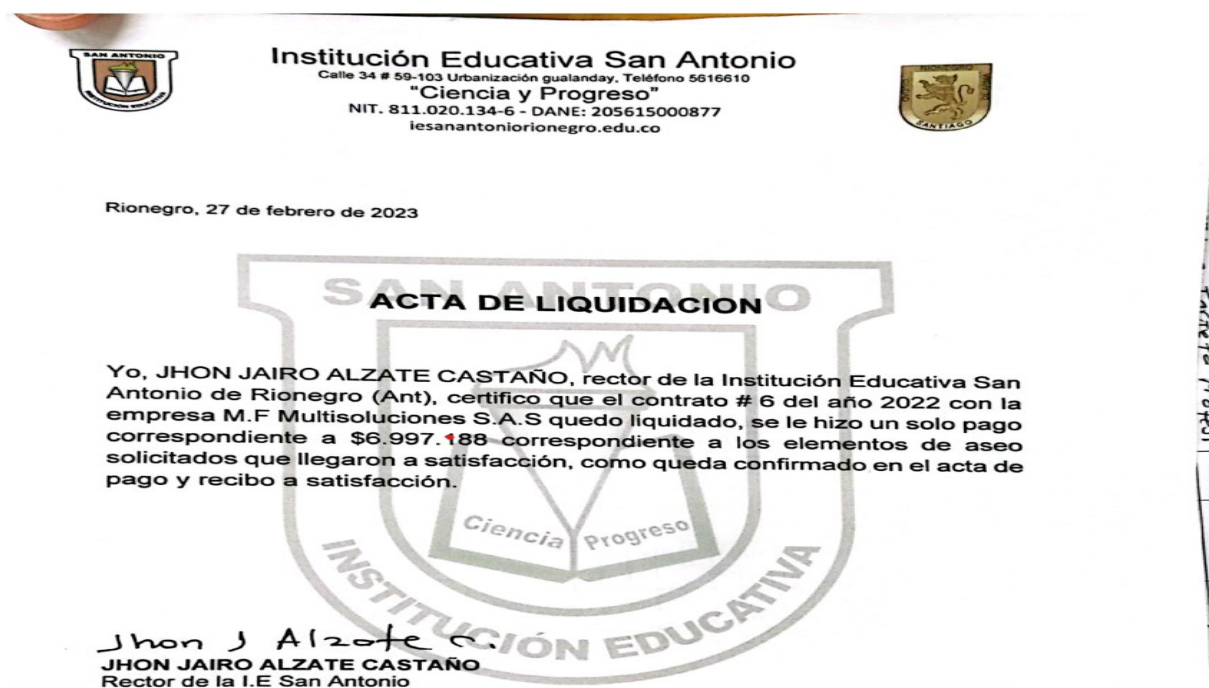 SAN ANTONIO
INSTITUCIÓN EDUCATIVA
Institución Educativa San Antonio
Calle 34 # 59-103 Urbanización gualanday, Teléfono 5616610
"Ciencia y Progreso"
NIT. 811.020.134-6 - DANE: 205615000877
iesanantoniorionegro.edu.co
RIONEGRO
SANTIAGO
Rionegro, 27 de febrero de 2023
SAN ANTONIO
ACTA DE LIQUIDACION
Yo, JHON JAIRO ALZATE CASTAÑO, rector de la Institución Educativa San
Antonio de Rionegro (Ant), certifico que el contrato # 6 del año 2022 con la
empresa M.F Multisoluciones S.A.S quedo liquidado, se le hizo un solo pago
correspondiente a $6.997.188 correspondiente a los elementos de aseo
solicitados que llegaron a satisfacción, como queda confirmado en el acta de
pago y recibo a satisfacción.
Ciencia Progreso
INSTITUCIÓN EDUCATIVA
Jhon J Alzate C.
JHON JAIRO ALZATE CASTAÑO
Rector de la I.E San Antonio